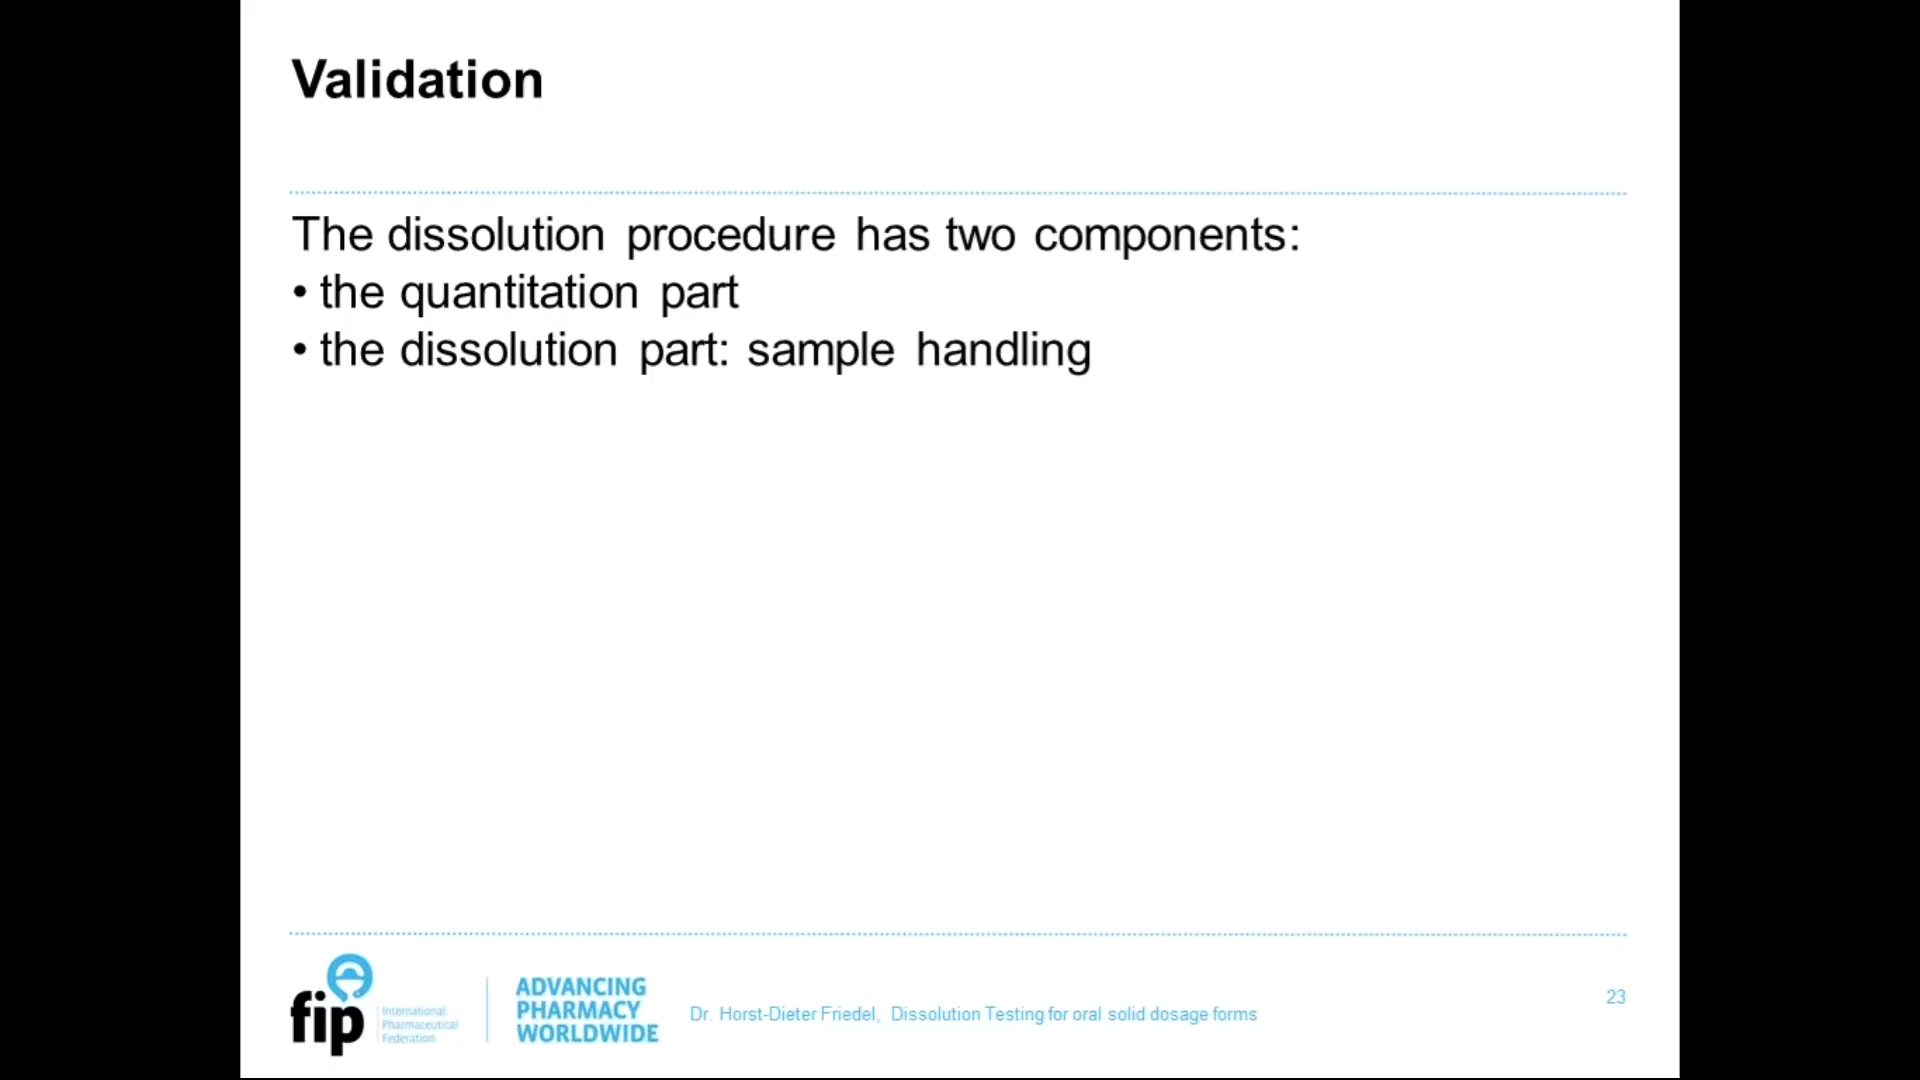 Validation
The dissolution procedure has two components:
• the quantitation part
• the dissolution part: sample handling
fip
International
Pharmaceutical
Federation
ADVANCING
PHARMACY
WORLDWIDE
Dr. Horst-Dieter Friedel, Dissolution Testing for oral solid dosage forms
23